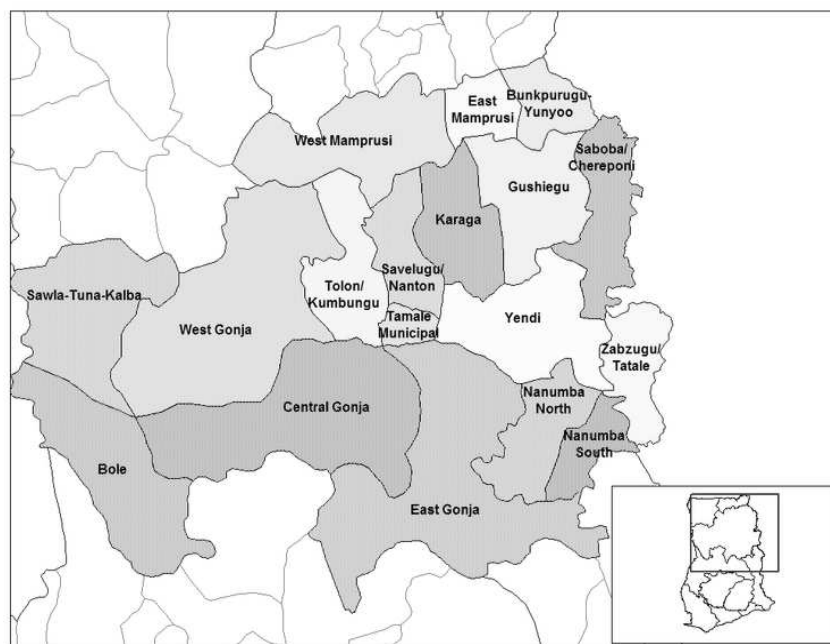 East
Mamprusi
Bunkpurugu-
Yunyoo
West Mamprusi
Saboba/
Chereponi
Gushiegu
Karaga
Savelugu/
Nanton
Tolon/
Kumbungu
Sawla-Tuna-Kalba
West Gonja
Tamale
Municipal
Yendi
Zabzugu/
Tatale
Nanumba
North
Central Gonja
Nanumba
South
Bole
East Gonja